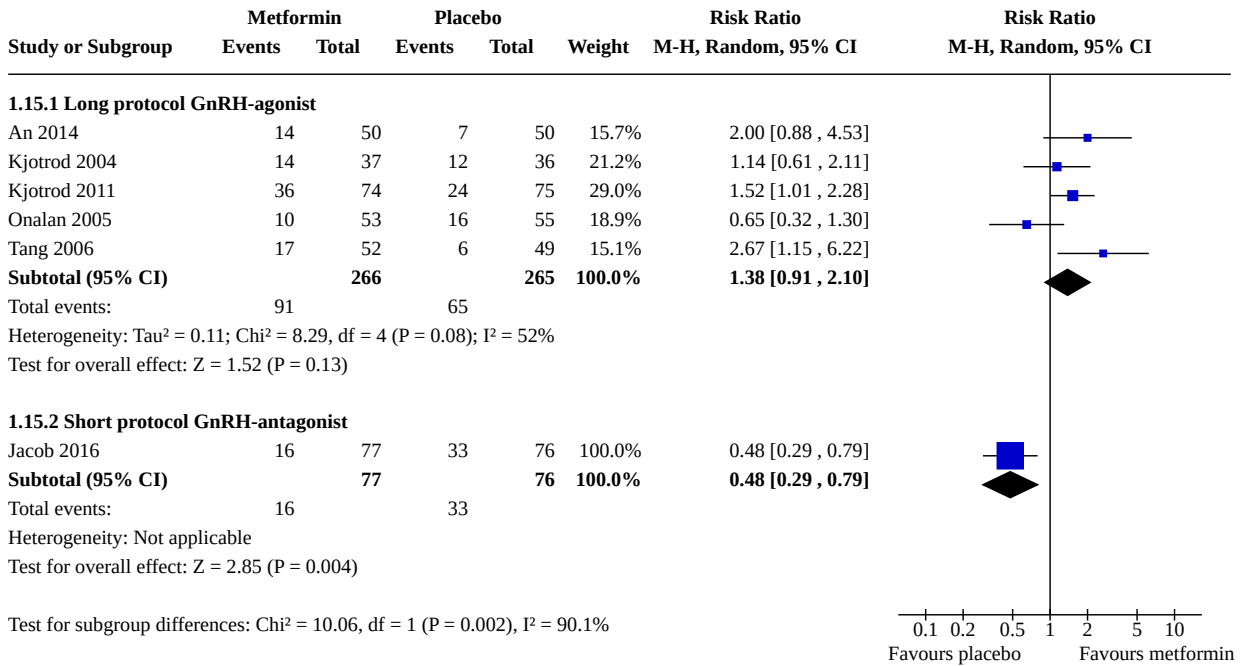 Metformin Placebo Risk Ratio Risk Ratio
Study or Subgroup Events Total Events Total Weight M-H, Random, 95% CI M-H, Random, 95% CI
1.15.1 Long protocol GnRH-agonist
An 2014 14 50 7 50 15.7% 2.00 [0.88 , 4.53]
Kjotrod 2004 14 37 12 36 21.2% 1.14 [0.61 , 2.11]
Kjotrod 2011 36 74 24 75 29.0% 1.52 [1.01 , 2.28]
Onalan 2005 10 53 16 55 18.9% 0.65 [0.32 , 1.30]
Tang 2006 17 52 6 49 15.1% 2.67 [1.15 , 6.22]
Subtotal (95% CI) 266 265 100.0% 1.38 [0.91 , 2.10]
Total events: 91 65
Heterogeneity: Tau² = 0.11; Chi² = 8.29, df = 4 (P = 0.08); I² = 52%
Test for overall effect: Z = 1.52 (P = 0.13)
1.15.2 Short protocol GnRH-antagonist
Jacob 2016 16 77 33 76 100.0% 0.48 [0.29 , 0.79]
Subtotal (95% CI) 77 76 100.0% 0.48 [0.29 , 0.79]
Total events: 16 33
Heterogeneity: Not applicable
Test for overall effect: Z = 2.85 (P = 0.004)
Test for subgroup differences: Chi² = 10.06, df = 1 (P = 0.002), I² = 90.1%
0.1 0.2 0.5 1 2 5 10
Favours placebo Favours metformin